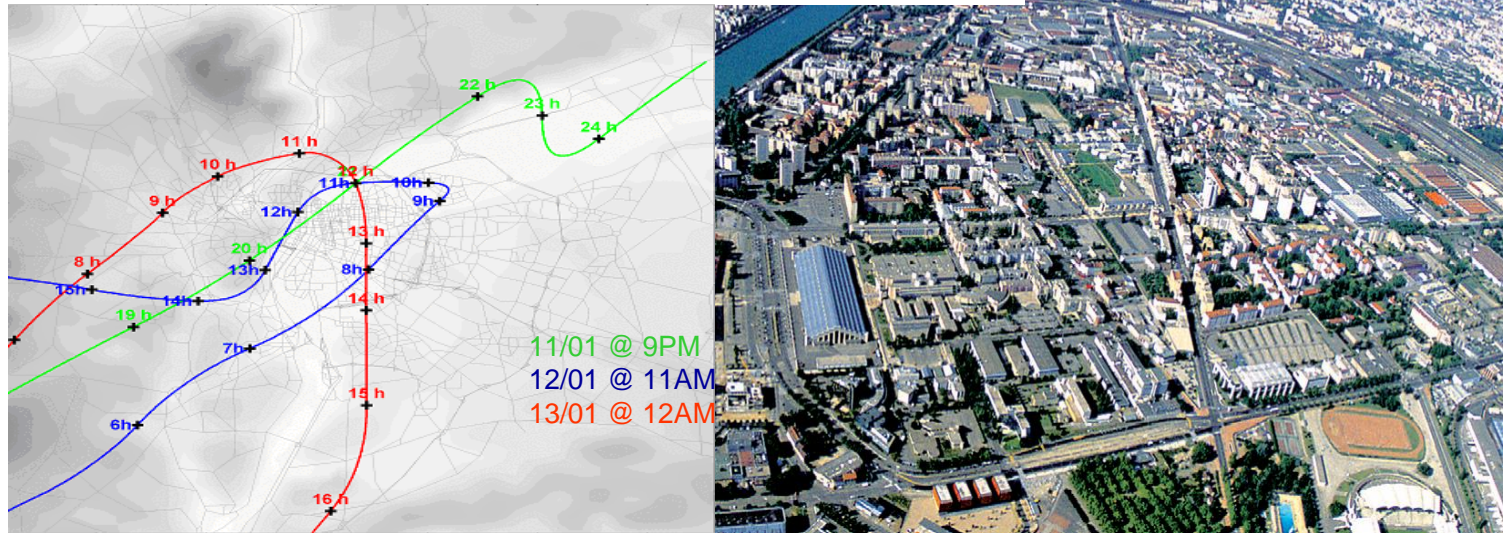 22 h
23 h
24 h
11 h
10 h
12 h
11h
10h
9 h
12h
9h
13 h
20 h
8 h
13h
8h
15h
14h
14 h
19 h
7h
11/01 @ 9PM
12/01 @ 11AM
13/01 @ 12AM
15 h
6h
16 h